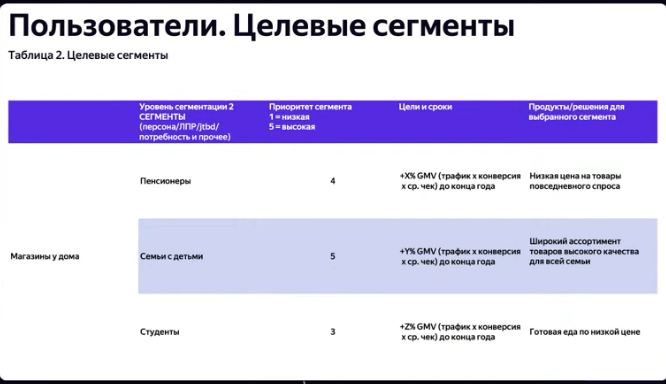 Пользователи. Целевые сегменты
Таблица 2. Целевые сегменты
Уровень сегментации 2
СЕГМЕНТЫ
(персона/ЛПР/jtbd/
потребность и прочее)
Приоритет сегмента
1 = низкая
5 = высокая
Цели и сроки
Продукты/решения для
выбранного сегмента
Пенсионеры
4
+X% GMV (трафик x конверсия
x ср. чек) до конца года
Низкая цена на товары
повседневного спроса
Магазины у дома
Семьи с детьми
5
+Y% GMV (трафик x конверсия
x ср. чек) до конца года
Широкий ассортимент
товаров высокого качества
для всей семьи
Студенты
3
+Z% GMV (трафик x конверсия
x ср. чек) до конца года
Готовая еда по низкой цене